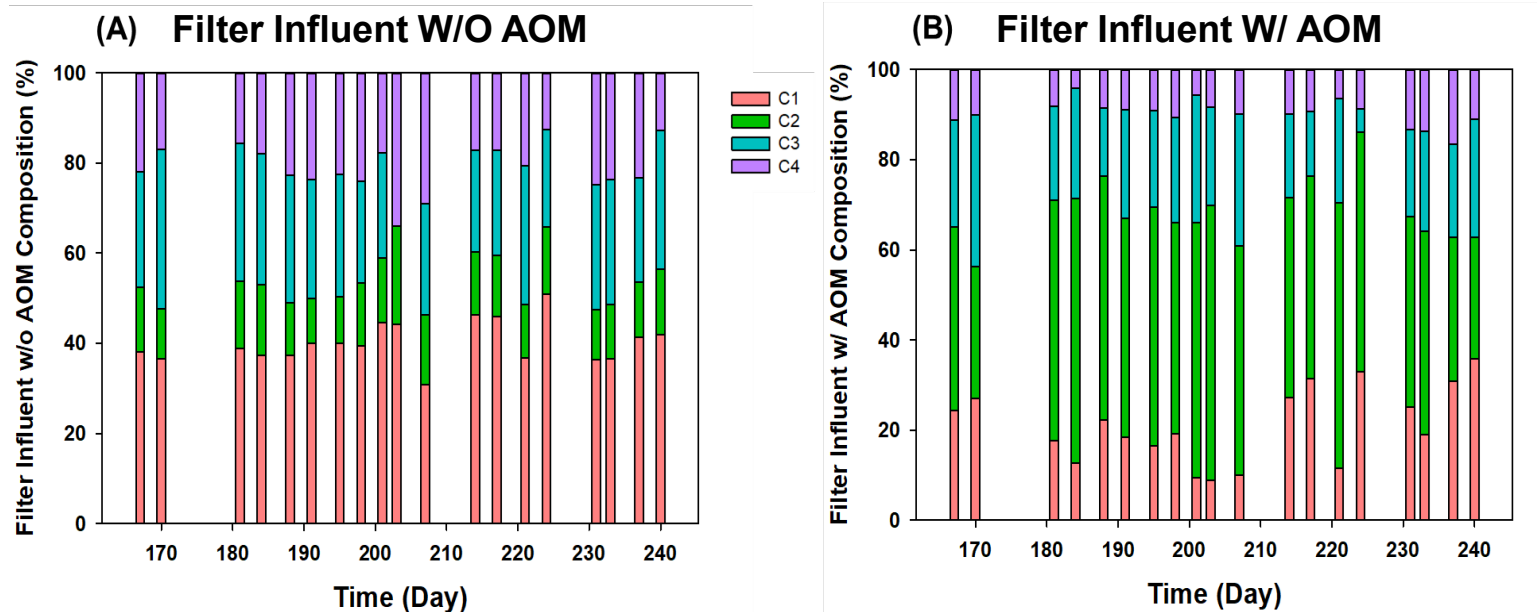 (A) Filter Influent W/O AOM
Filter Influent w/o AOM Composition (%)
100
80
60
40
20
0
170 180 190 200 210 220 230 240
Time (Day)
C1
C2
C3
C4
(B) Filter Influent W/ AOM
Filter Influent w/ AOM Composition (%)
100
80
60
40
20
0
170 180 190 200 210 220 230 240
Time (Day)